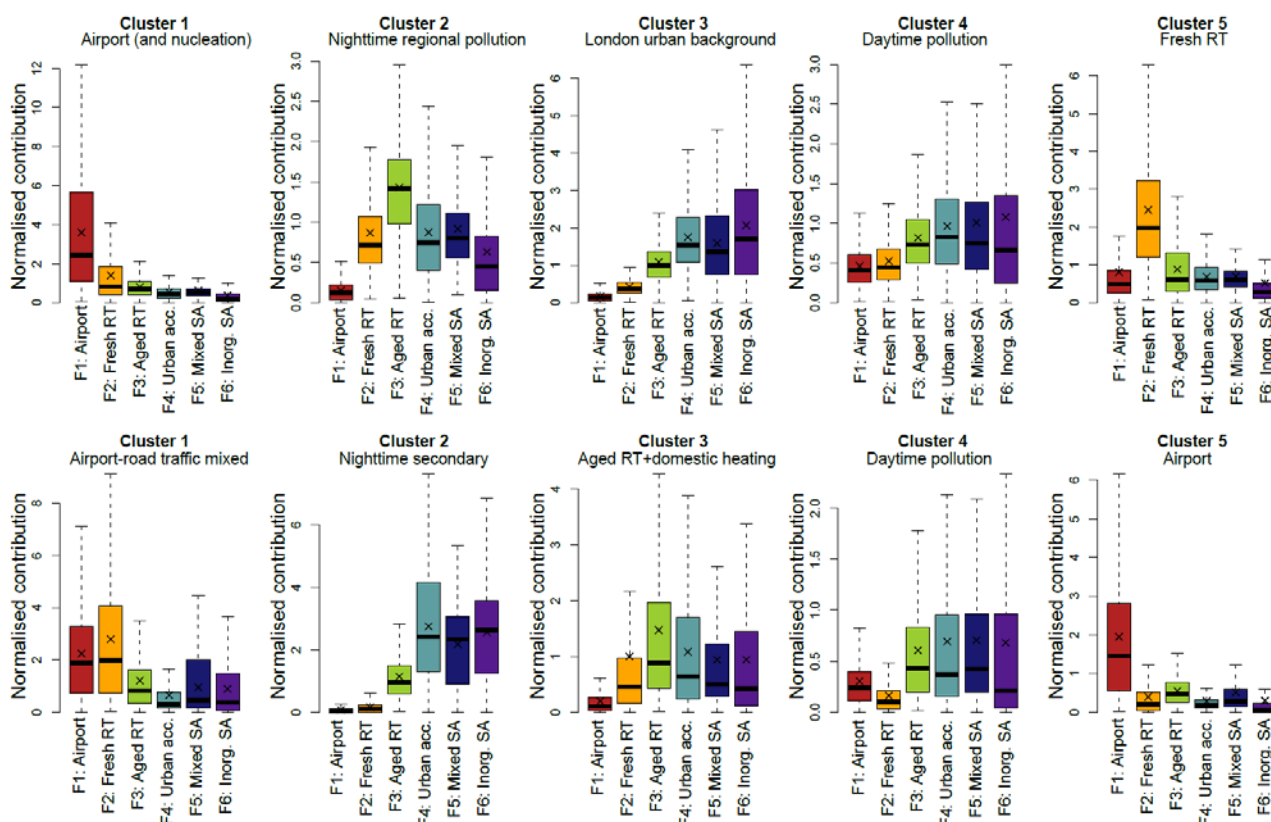 Cluster 1
Airport (and nucleation)
Normalised contribution
0 2 4 6 8 10 12
F1: Airport
F2: Fresh RT
F3: Aged RT
F4: Urban acc.
F5: Mixed SA
F6: Inorg. SA
Cluster 2
Nighttime regional pollution
Normalised contribution
0.0 0.5 1.0 1.5 2.0 2.5 3.0
F1: Airport
F2: Fresh RT
F3: Aged RT
F4: Urban acc.
F5: Mixed SA
F6: Inorg. SA
Cluster 3
London urban background
Normalised contribution
0 1 2 3 4 5 6
F1: Airport
F2: Fresh RT
F3: Aged RT
F4: Urban acc.
F5: Mixed SA
F6: Inorg. SA
Cluster 4
Daytime pollution
Normalised contribution
0.0 0.5 1.0 1.5 2.0 2.5 3.0
F1: Airport
F2: Fresh RT
F3: Aged RT
F4: Urban acc.
F5: Mixed SA
F6: Inorg. SA
Cluster 5
Fresh RT
Normalised contribution
0 1 2 3 4 5 6
F1: Airport
F2: Fresh RT
F3: Aged RT
F4: Urban acc.
F5: Mixed SA
F6: Inorg. SA
Cluster 1
Airport-road traffic mixed
Normalised contribution
0 2 4 6 8
F1: Airport
F2: Fresh RT
F3: Aged RT
F4: Urban acc.
F5: Mixed SA
F6: Inorg. SA
Cluster 2
Nighttime secondary
Normalised contribution
0 2 4 6
F1: Airport
F2: Fresh RT
F3: Aged RT
F4: Urban acc.
F5: Mixed SA
F6: Inorg. SA
Cluster 3
Aged RT+domestic heating
Normalised contribution
0 1 2 3 4
F1: Airport
F2: Fresh RT
F3: Aged RT
F4: Urban acc.
F5: Mixed SA
F6: Inorg. SA
Cluster 4
Daytime pollution
Normalised contribution
0.0 0.5 1.0 1.5 2.0
F1: Airport
F2: Fresh RT
F3: Aged RT
F4: Urban acc.
F5: Mixed SA
F6: Inorg. SA
Cluster 5
Airport
Normalised contribution
0 1 2 3 4 5 6
F1: Airport
F2: Fresh RT
F3: Aged RT
F4: Urban acc.
F5: Mixed SA
F6: Inorg. SA